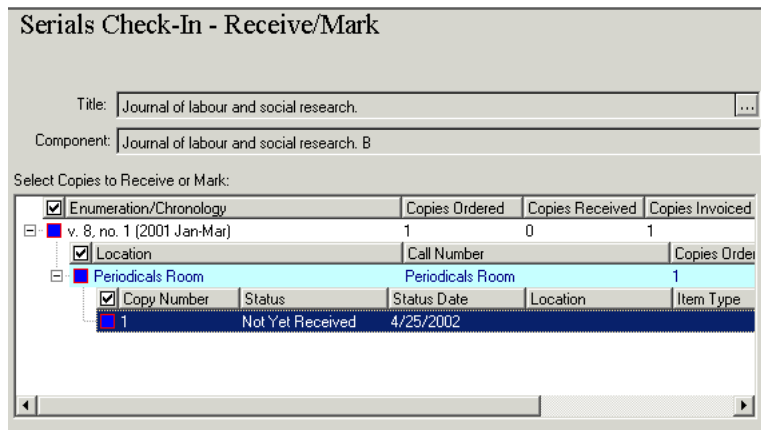 Serials Check-In - Receive/Mark
Title: Journal of labour and social research. ...
Component: Journal of labour and social research. B
Select Copies to Receive or Mark:
Enumeration/Chronology Copies Ordered Copies Received Copies Invoiced
v. 8, no. 1 (2001 Jan-Mar) 1 0 1
Location Call Number Copies Order
Periodicals Room Periodicals Room 1
Copy Number Status Status Date Location Item Type
1 Not Yet Received 4/25/2002